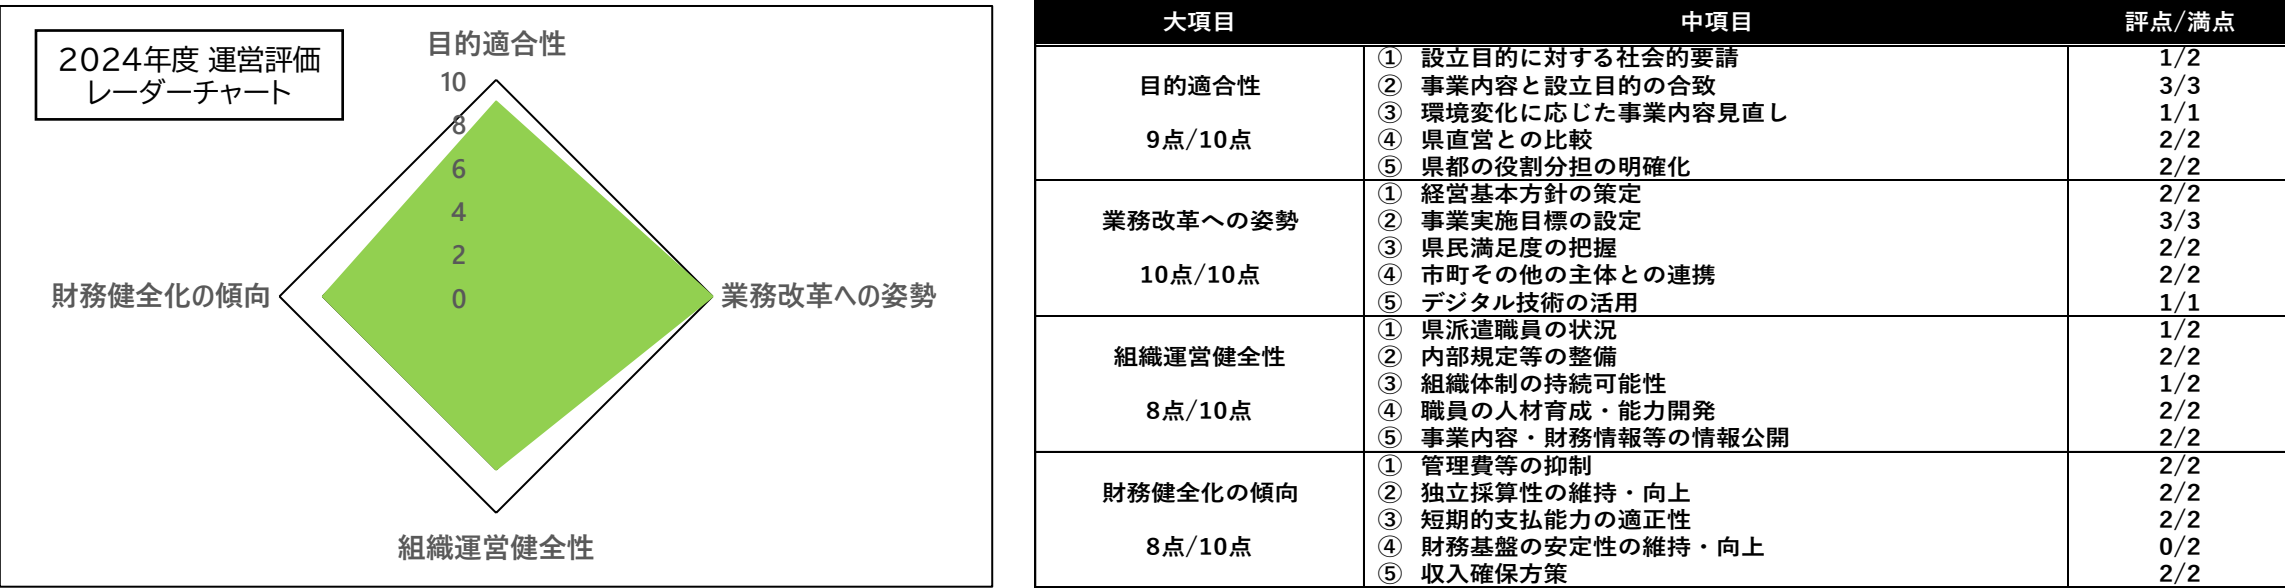 2024年度 運営評価
レーダーチャート
目的適合性
10
8
6
4
2
0
財務健全化の傾向
業務改革への姿勢
組織運営健全性
大項目 中項目 評点/満点
目的適合性
9点/10点
① 設立目的に対する社会的要請 1/2
② 事業内容と設立目的の合致 3/3
③ 環境変化に応じた事業内容見直し 1/1
④ 県直営との比較 2/2
⑤ 県都の役割分担の明確化 2/2
業務改革への姿勢
10点/10点
① 経営基本方針の策定 2/2
② 事業実施目標の設定 3/3
③ 県民満足度の把握 2/2
④ 市町その他の主体との連携 2/2
⑤ デジタル技術の活用 1/1
組織運営健全性
8点/10点
① 県派遣職員の状況 1/2
② 内部規定等の整備 2/2
③ 組織体制の持続可能性 1/2
④ 職員の人材育成・能力開発 2/2
⑤ 事業内容・財務情報等の情報公開 2/2
財務健全化の傾向
8点/10点
① 管理費等の抑制 2/2
② 独立採算性の維持・向上 2/2
③ 短期的支払能力の適正性 2/2
④ 財務基盤の安定性の維持・向上 0/2
⑤ 収入確保方策 2/2